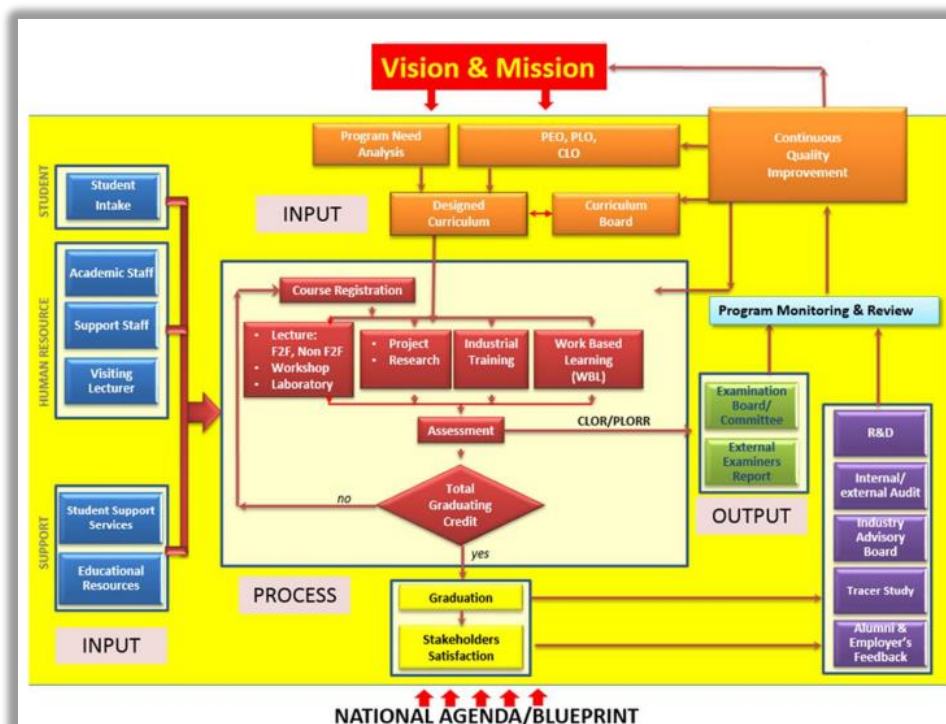 Vision & Mission
Program Need
Analysis
PEO, PLO,
CLO
Continuous
Quality
Improvement
STUDENT
Student
Intake
INPUT
Designed
Curriculum
Curriculum
Board
HUMAN RESOURCE
Academic Staff
Support Staff
Visiting
Lecturer
Course Registration
Program Monitoring & Review
• Lecture:
F2F, Non F2F
• Workshop
• Laboratory
• Project
• Research
Industrial
Training
Work Based
Learning
(WBL)
Examination
Board/
Committee
External
Examiners
Report
OUTPUT
Assessment
CLOR/PLORR
R&D
Internal/
external Audit
Industry
Advisory
Board
Tracer Study
Alumni &
Employer's
Feedback
no
Total
Graduating
Credit
yes
SUPPORT
Student Support
Services
Educational
Resources
INPUT
PROCESS
Graduation
Stakeholders
Satisfaction
NATIONAL AGENDA/BLUEPRINT